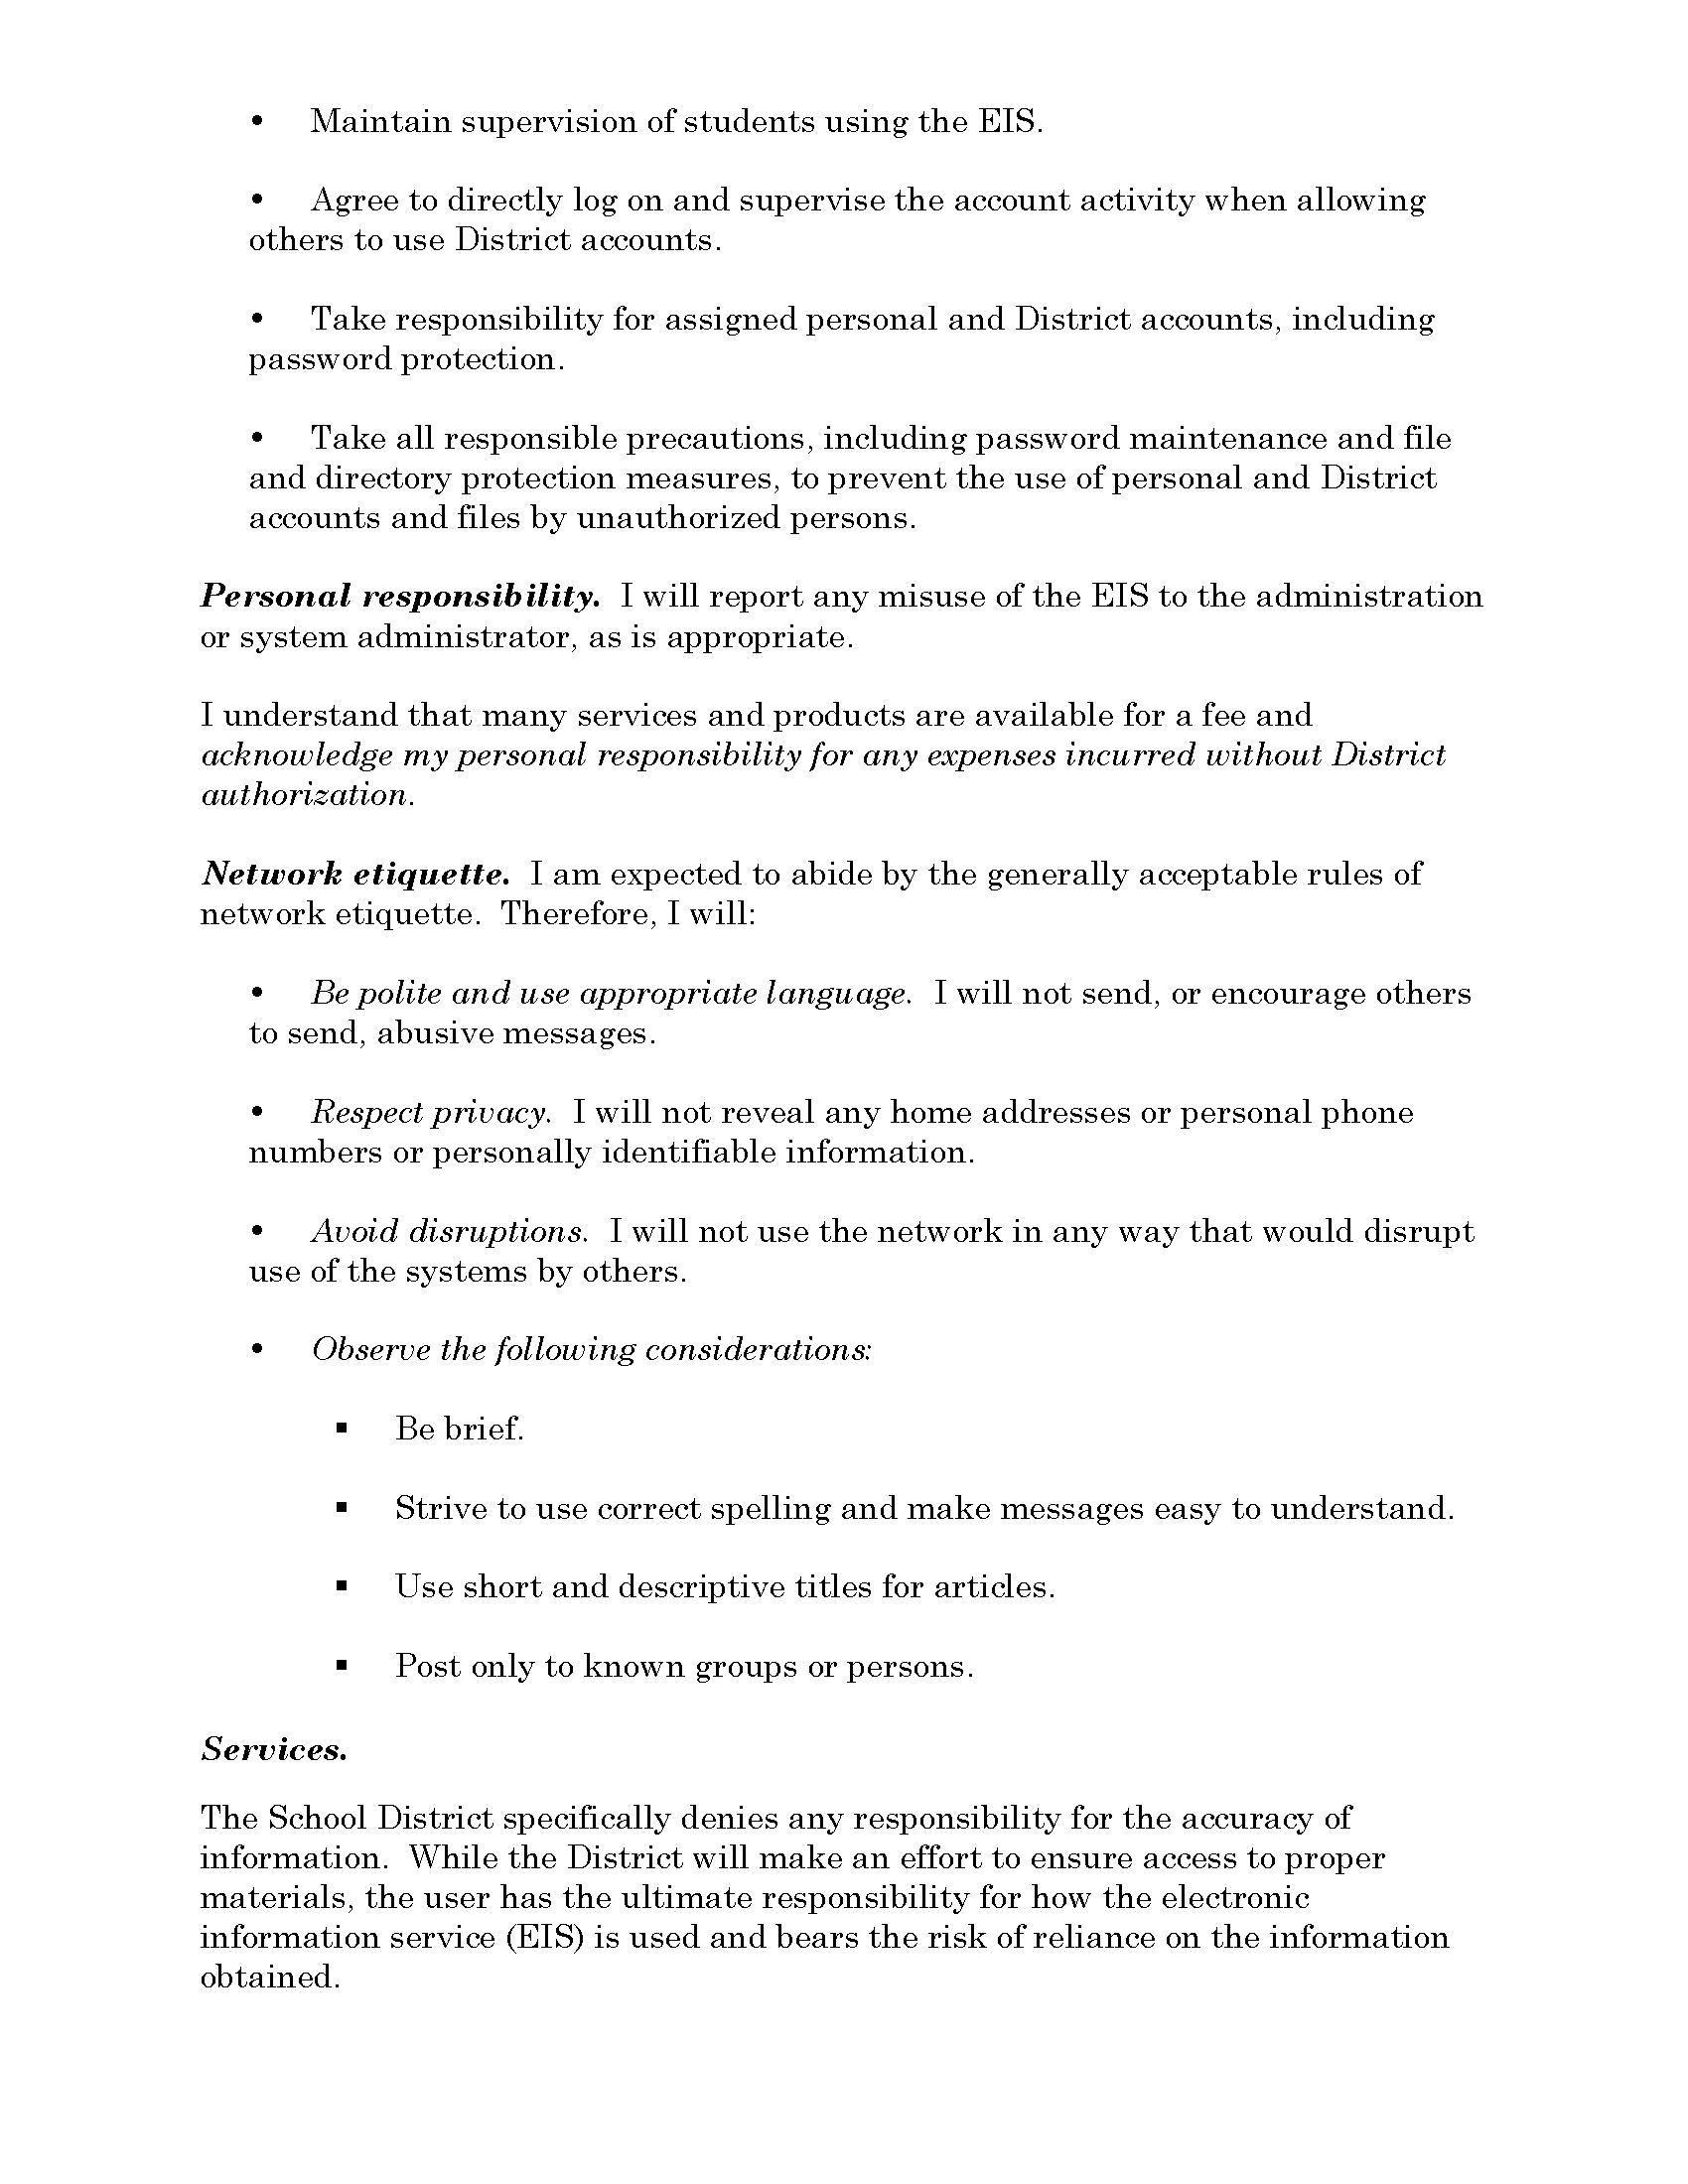 • Maintain supervision of students using the EIS.
• Agree to directly log on and supervise the account activity when allowing
others to use District accounts.
• Take responsibility for assigned personal and District accounts, including
password protection.
• Take all responsible precautions, including password maintenance and file
and directory protection measures, to prevent the use of personal and District
accounts and files by unauthorized persons.
Personal responsibility.  I will report any misuse of the EIS to the administration
or system administrator, as is appropriate.
I understand that many services and products are available for a fee and
acknowledge my personal responsibility for any expenses incurred without District
authorization.
Network etiquette.  I am expected to abide by the generally acceptable rules of
network etiquette.  Therefore, I will:
• Be polite and use appropriate language.  I will not send, or encourage others
to send, abusive messages.
• Respect privacy.  I will not reveal any home addresses or personal phone
numbers or personally identifiable information.
• Avoid disruptions.  I will not use the network in any way that would disrupt
use of the systems by others.
• Observe the following considerations:
▪ Be brief.
▪ Strive to use correct spelling and make messages easy to understand.
▪ Use short and descriptive titles for articles.
▪ Post only to known groups or persons.
Services.
The School District specifically denies any responsibility for the accuracy of
information.  While the District will make an effort to ensure access to proper
materials, the user has the ultimate responsibility for how the electronic
information service (EIS) is used and bears the risk of reliance on the information
obtained.